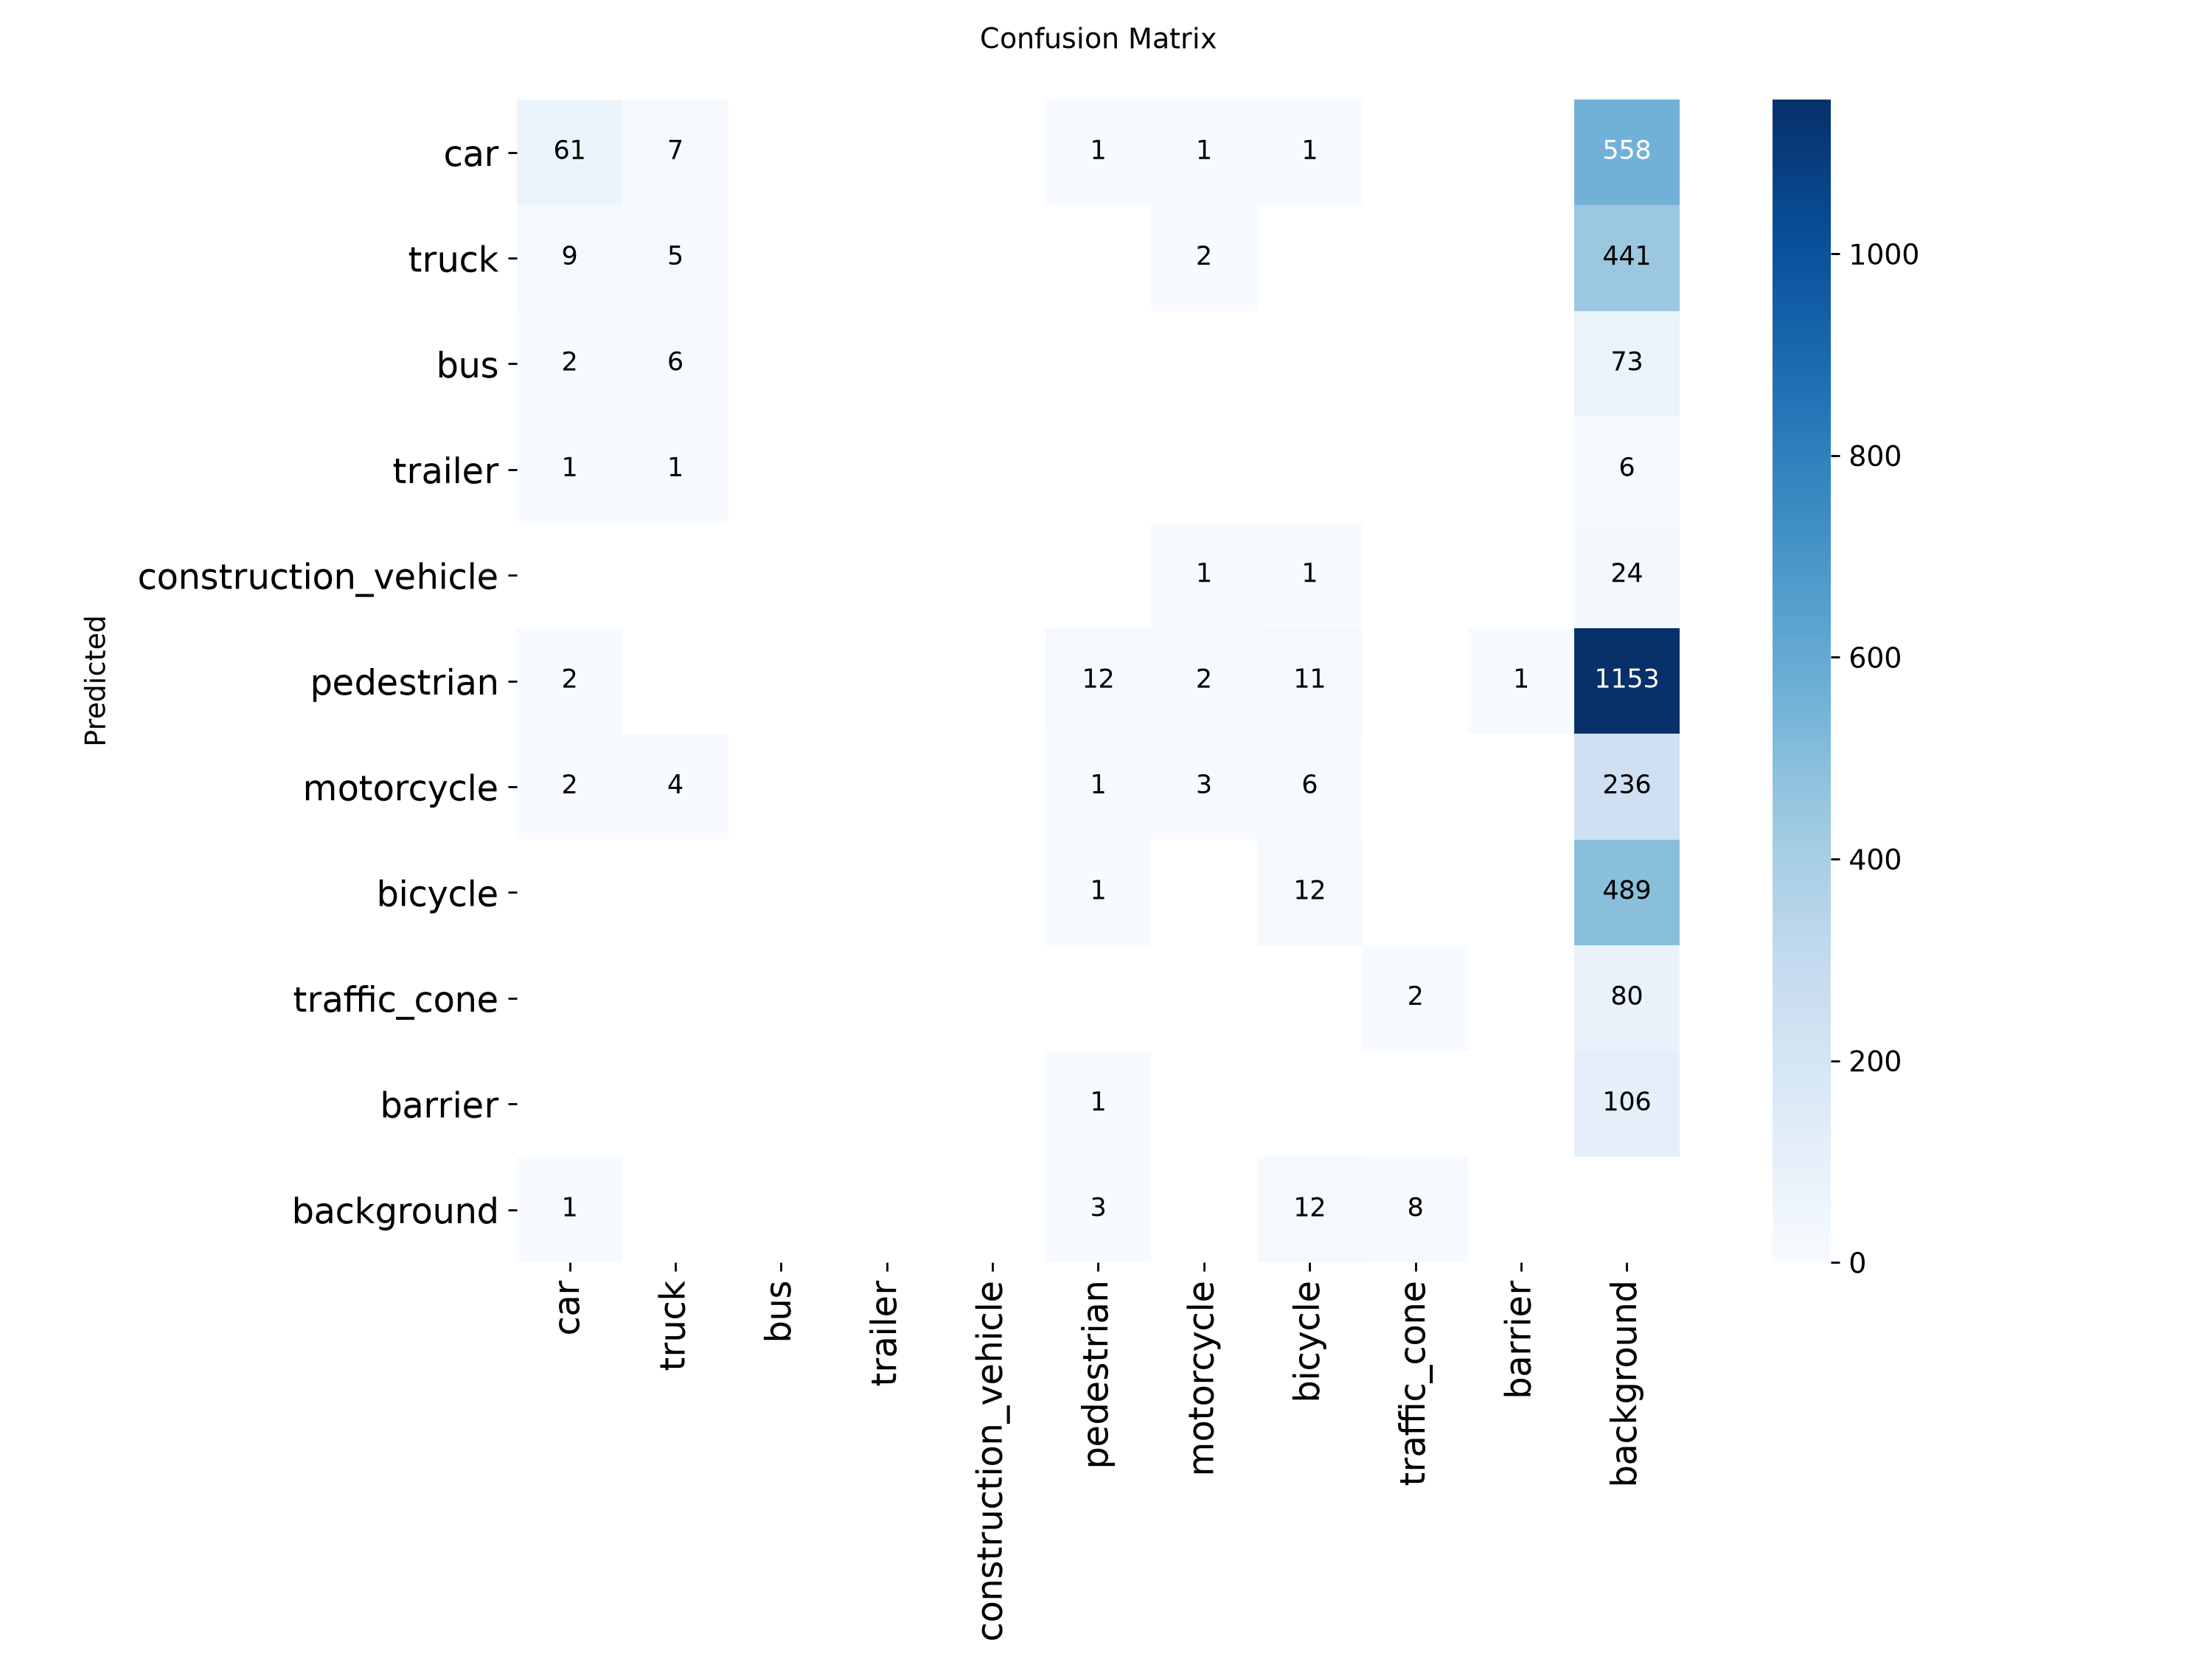 Confusion Matrix
car 61 7 1 1 1 558
truck 9 5 2 441
bus 2 6 73
trailer 1 1 6
construction_vehicle 1 1 24
pedestrian 2 12 2 11 1 1153
motorcycle 2 4 1 3 6 236
bicycle 1 12 489
traffic_cone 2 80
barrier 1 106
background 1 3 12 8
Predicted
car
truck
bus
trailer
construction_vehicle
pedestrian
motorcycle
bicycle
traffic_cone
barrier
background
1000
800
600
400
200
0